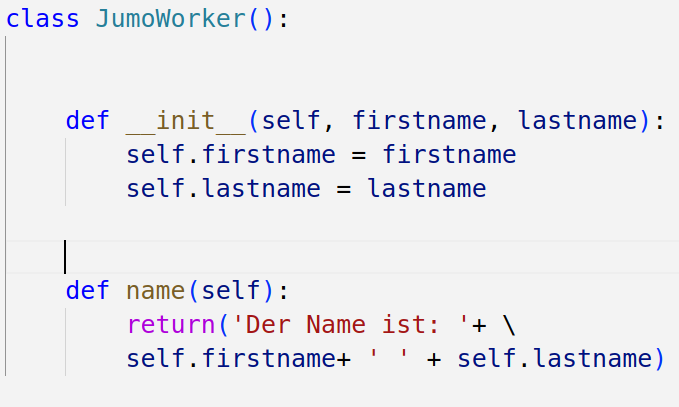 class JumoWorker():
def __init__(self, firstname, lastname):
self.firstname = firstname
self.lastname = lastname
def name(self):
return('Der Name ist: '+ \
self.firstname+ ' ' + self.lastname)